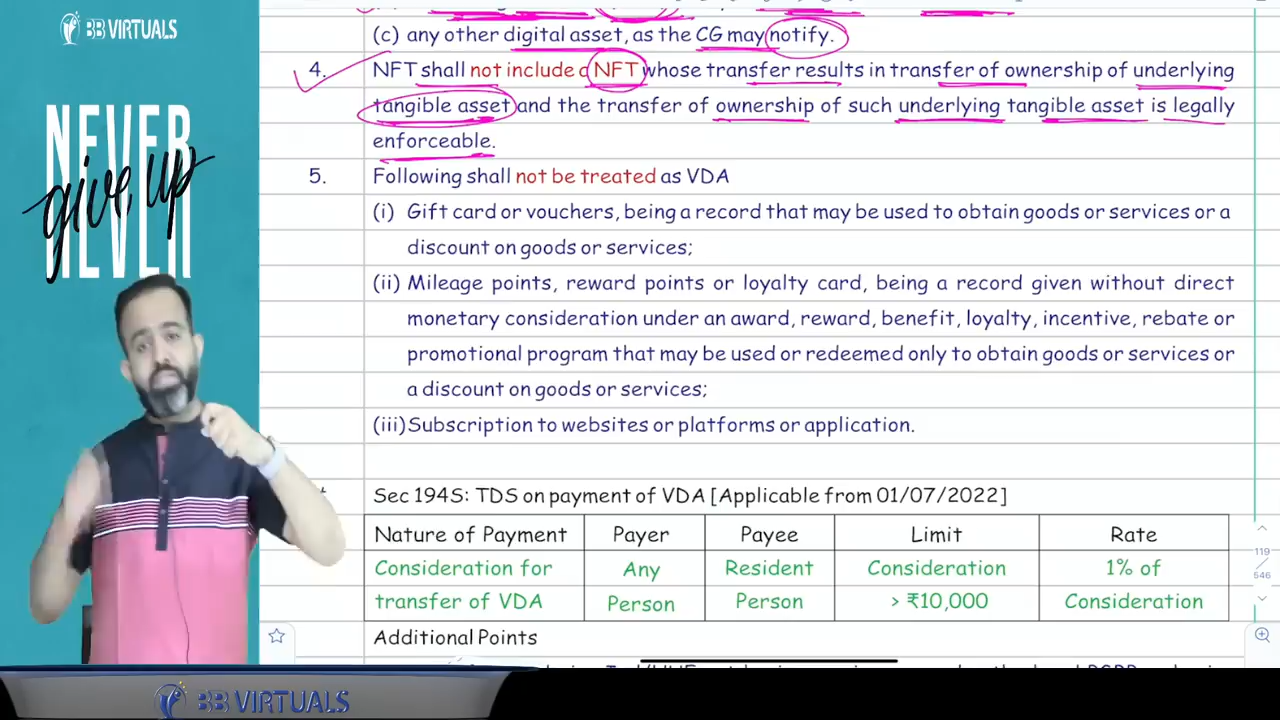 BB VIRTUALS
NEVER
give up
NEVER
(c) any other digital asset, as the CG may notify.
4. NFT shall not include a NFT whose transfer results in transfer of ownership of underlying
tangible asset and the transfer of ownership of such underlying tangible asset is legally
enforceable.
5. Following shall not be treated as VDA
(i) Gift card or vouchers, being a record that may be used to obtain goods or services or a
discount on goods or services;
(ii) Mileage points, reward points or loyalty card, being a record given without direct
monetary consideration under an award, reward, benefit, loyalty, incentive, rebate or
promotional program that may be used or redeemed only to obtain goods or services or
a discount on goods or services;
(iii) Subscription to websites or platforms or application.
Sec 194S: TDS on payment of VDA [Applicable from 01/07/2022]
Nature of Payment Payer Payee Limit Rate
Consideration for Any Resident Consideration 1% of
transfer of VDA Person Person > ₹10,000 Consideration
Additional Points
119
546
BB VIRTUALS